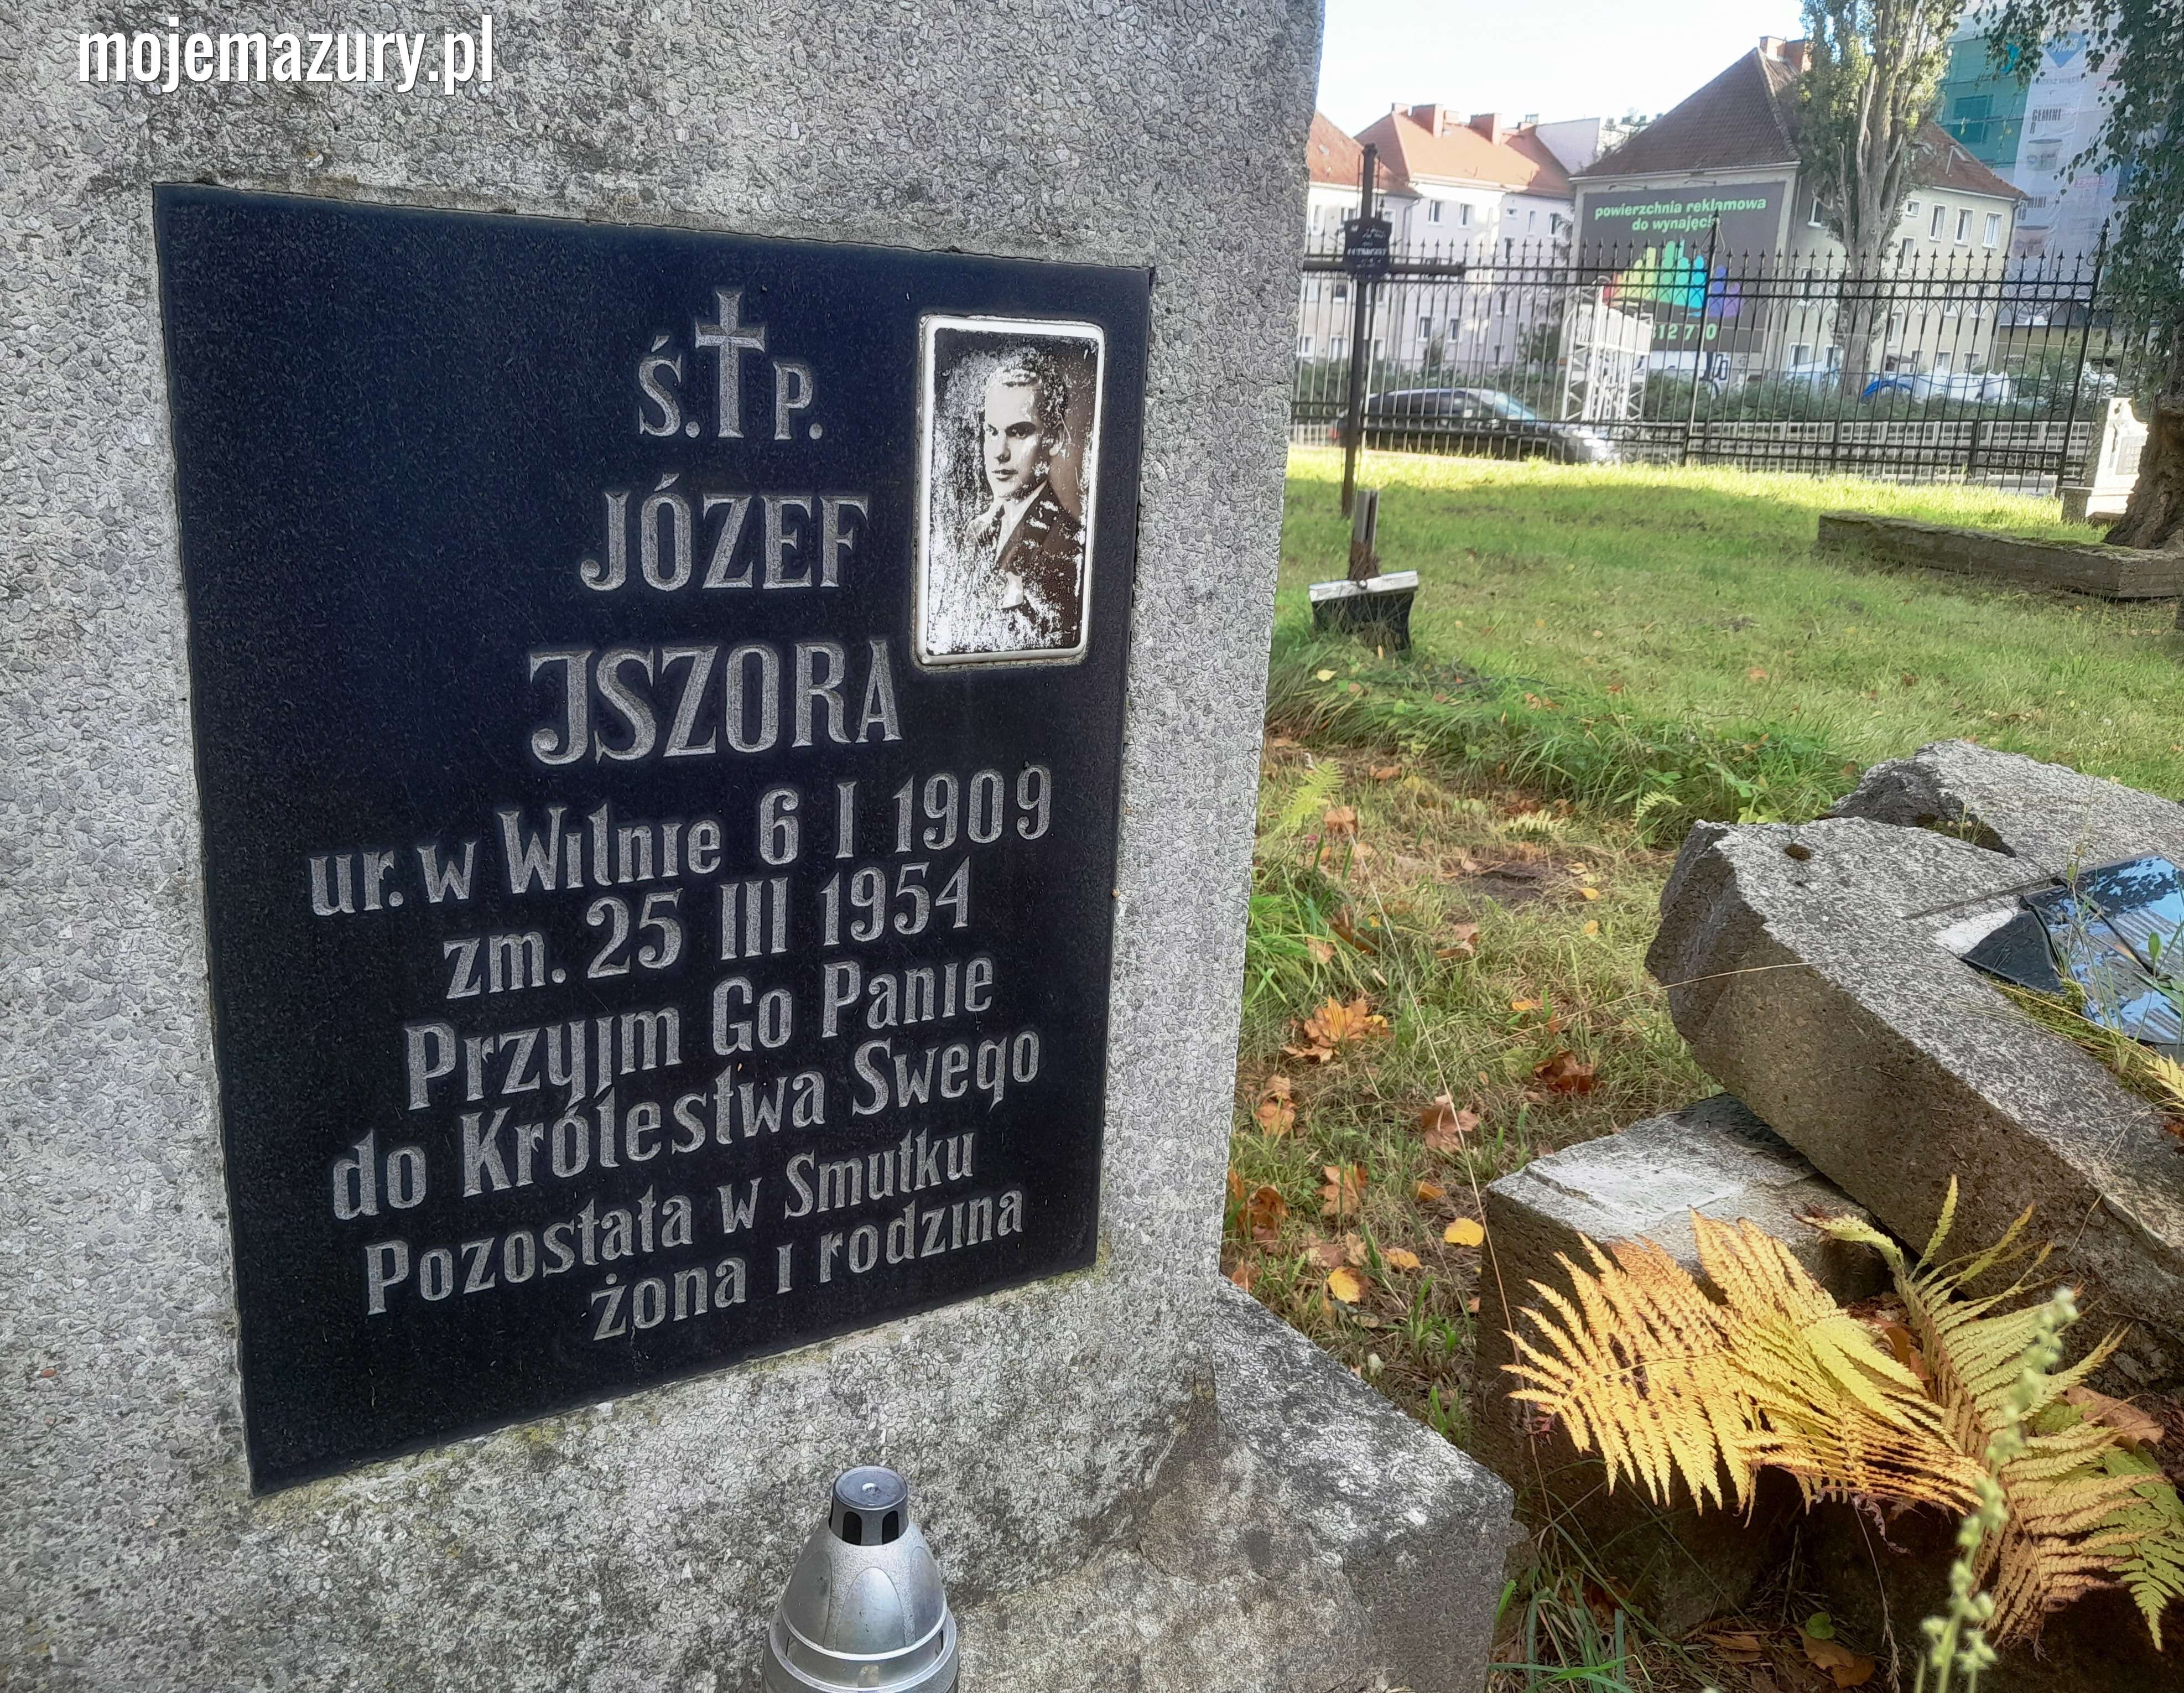 mojemazury.pl
Ś. P.
JÓZEF
JSZORA
ur. w Wilnie 6 I 1909
zm. 25 III 1954
Przyjm Go Panie
do Królestwa Swego
Pozostała w Smutku
żona i rodzina
powierzchnia reklamowa
do wynajęcia
GEMINI